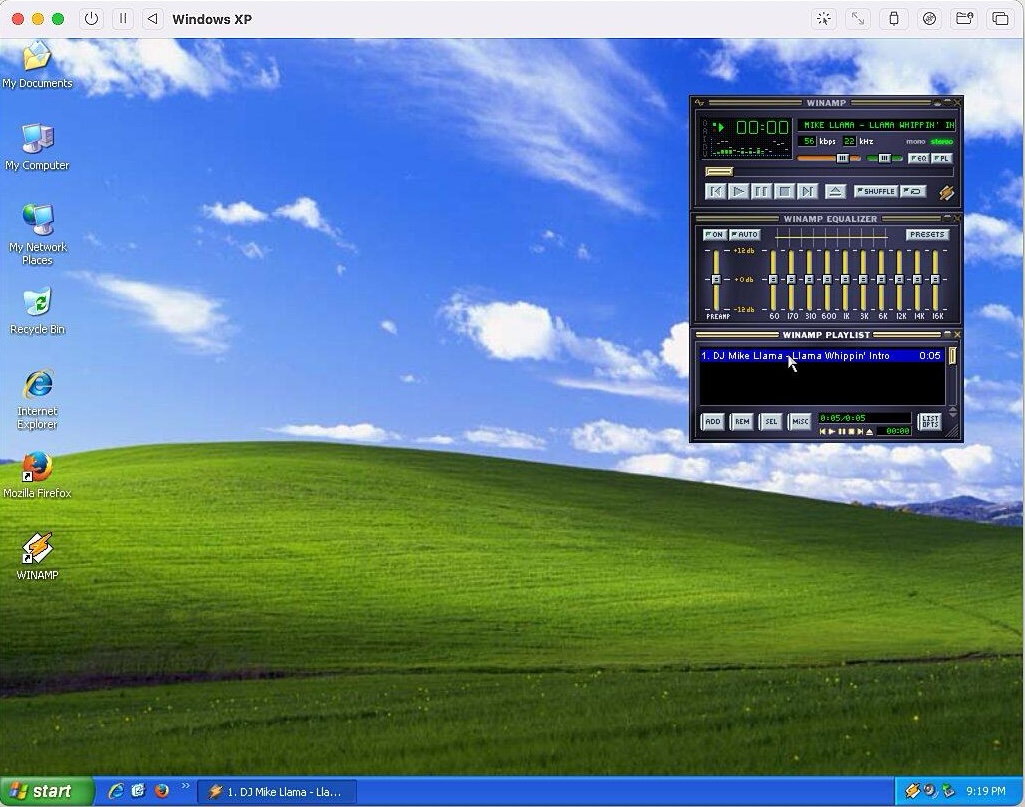 Windows XP
My Documents
My Computer
My Network
Places
Recycle Bin
Internet
Explorer
Mozilla Firefox
WINAMP
WINAMP
00:00
MIKE LLAMA - LLAMA WHIPPIN' IN
56 kbps 22 kHz mono stereo
EQ PL
SHUFFLE
WINAMP EQUALIZER
ON AUTO PRESETS
+12 db
+0 db
-12 db
PREAMP 60 170 310 600 1K 3K 6K 12K 14K 16K
WINAMP PLAYLIST
1. DJ Mike Llama - Llama Whippin' Intro 0:05
ADD REM SEL MISC 0:05/0:05 LIST
OPTS
00:00
start
1. DJ Mike Llama - Lla...
9:19 PM